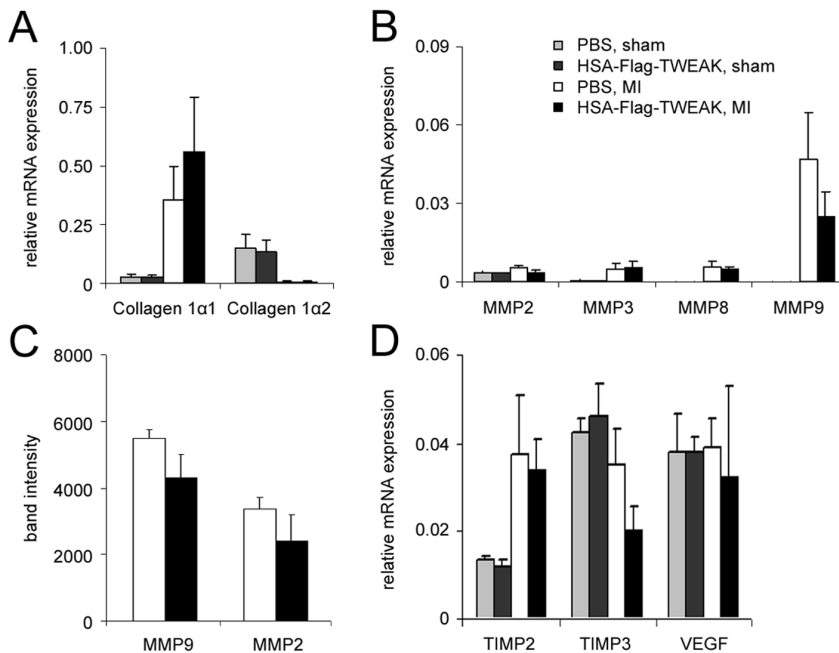 A
relative mRNA expression
1.00
0.75
0.50
0.25
0
Collagen 1α1 Collagen 1α2
B
relative mRNA expression
0.09
0.06
0.03
0
PBS, sham
HSA-Flag-TWEAK, sham
PBS, MI
HSA-Flag-TWEAK, MI
MMP2 MMP3 MMP8 MMP9
C
band intensity
8000
6000
4000
2000
0
MMP9 MMP2
D
relative mRNA expression
0.06
0.04
0.02
0
TIMP2 TIMP3 VEGF